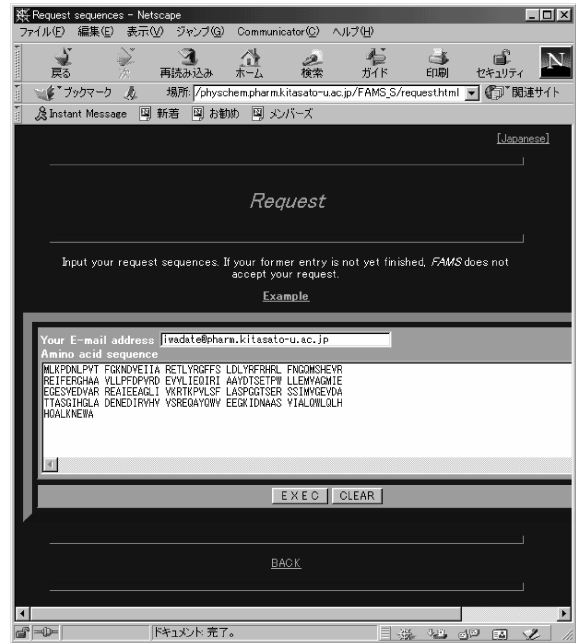 Request sequences - Netscape
ファイル(F) 編集(E) 表示(V) ジャンプ(G) Communicator(C) ヘルプ(H)
戻る 次 再読み込み ホーム 検索 ガイド 印刷 セキュリティ N
ブックマーク 場所: /physchem.pharm.kitasato-u.ac.jp/FAMS_S/request.html 関連サイト
Instant Message 新着 お勧め メンバーズ
[Japanese]
Request
Input your request sequences. If your former entry is not yet finished, FAMS does not
accept your request.
Example
Your E-mail address iwadate@pharm.kitasato-u.ac.jp
Amino acid sequence
MLKPDNLPVT FGKNDVEIIA RETLYRGFFS LDLYRFRHRL FNGQMSHEVR
REIFERGHAA VLLPFDPVRD EVVLIEQIRI AAYDTSETPW LLEMVAGMIE
EGESVEDVAR REAIEEAGLI VKRTKPVLSF LASPGGTSER SSIMVGEVDA
TTASGIHGLA DENEDIRVHV VSREQAYQWV EEGKIDNAAS VIALQWLQLH
HQALKNEWA
EXEC CLEAR
BACK
ドキュメント: 完了。